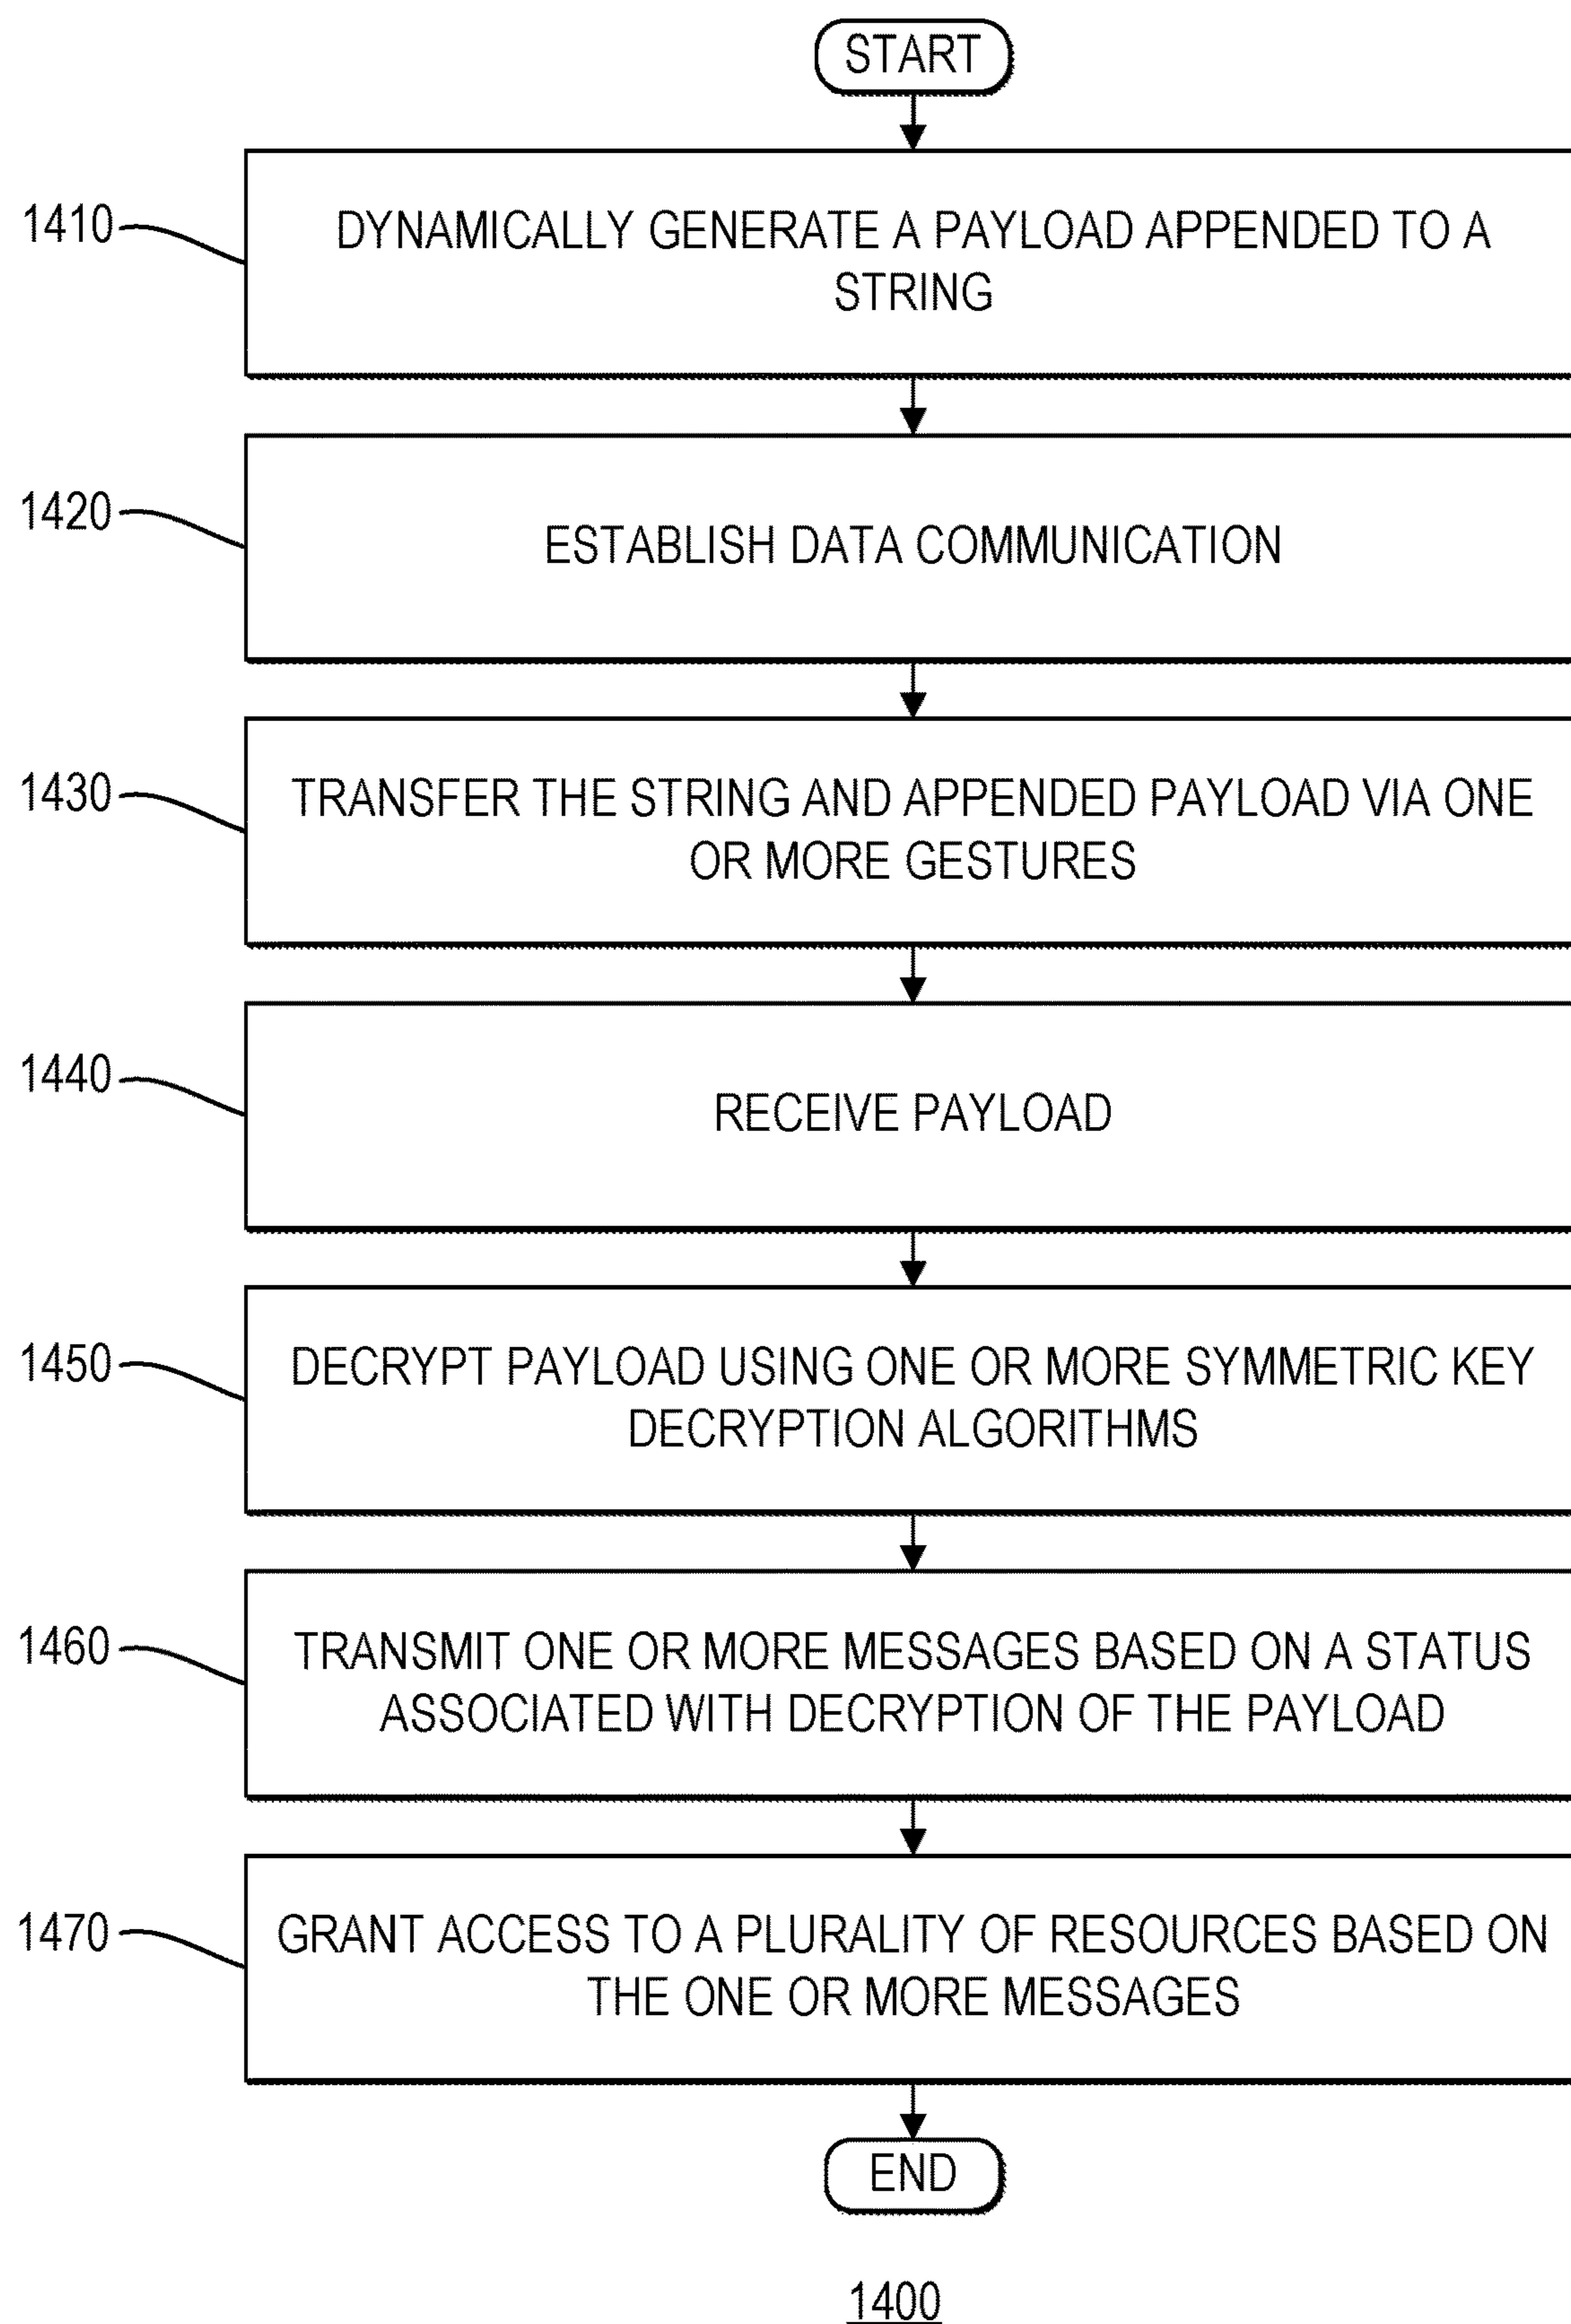 START
1410
DYNAMICALLY GENERATE A PAYLOAD APPENDED TO A
STRING
1420
ESTABLISH DATA COMMUNICATION
1430
TRANSFER THE STRING AND APPENDED PAYLOAD VIA ONE
OR MORE GESTURES
1440
RECEIVE PAYLOAD
1450
DECRYPT PAYLOAD USING ONE OR MORE SYMMETRIC KEY
DECRYPTION ALGORITHMS
1460
TRANSMIT ONE OR MORE MESSAGES BASED ON A STATUS
ASSOCIATED WITH DECRYPTION OF THE PAYLOAD
1470
GRANT ACCESS TO A PLURALITY OF RESOURCES BASED ON
THE ONE OR MORE MESSAGES
END
1400